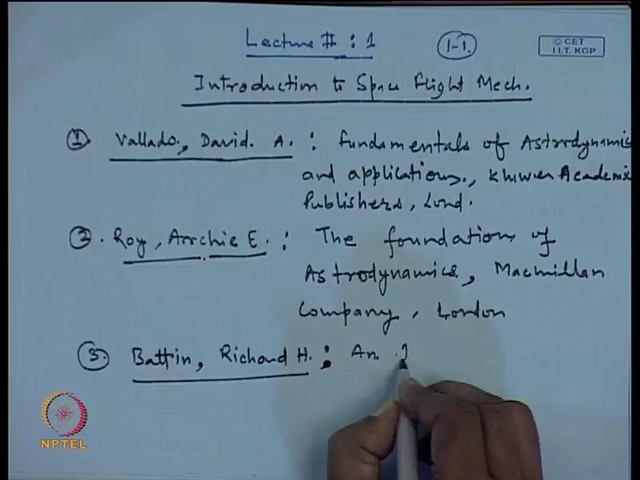 Lecture # : 1
1-1.
© CET
I.I.T. KGP
Introduction to Space Flight Mech.
① Vallado, David. A. : Fundamentals of Astrodynamics
and applications, Kluwer Academic
Publishers, Lond.
②. Roy, Archie E. : The foundation of
Astrodynamics, Macmillan
Company, London
③ Battin, Richard H. : An
NPTEL